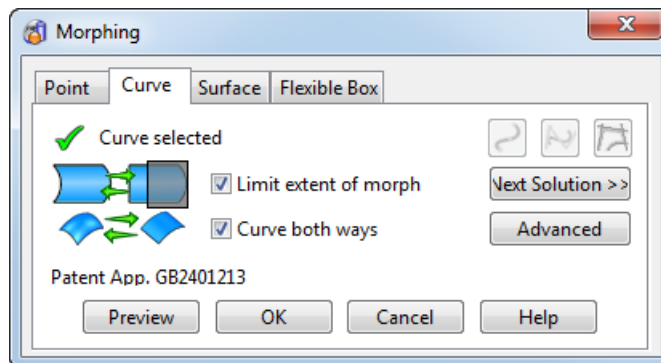 Morphing
Point Curve Surface Flexible Box
Curve selected
Limit extent of morph Next Solution >>
Curve both ways Advanced
Patent App. GB2401213
Preview OK Cancel Help